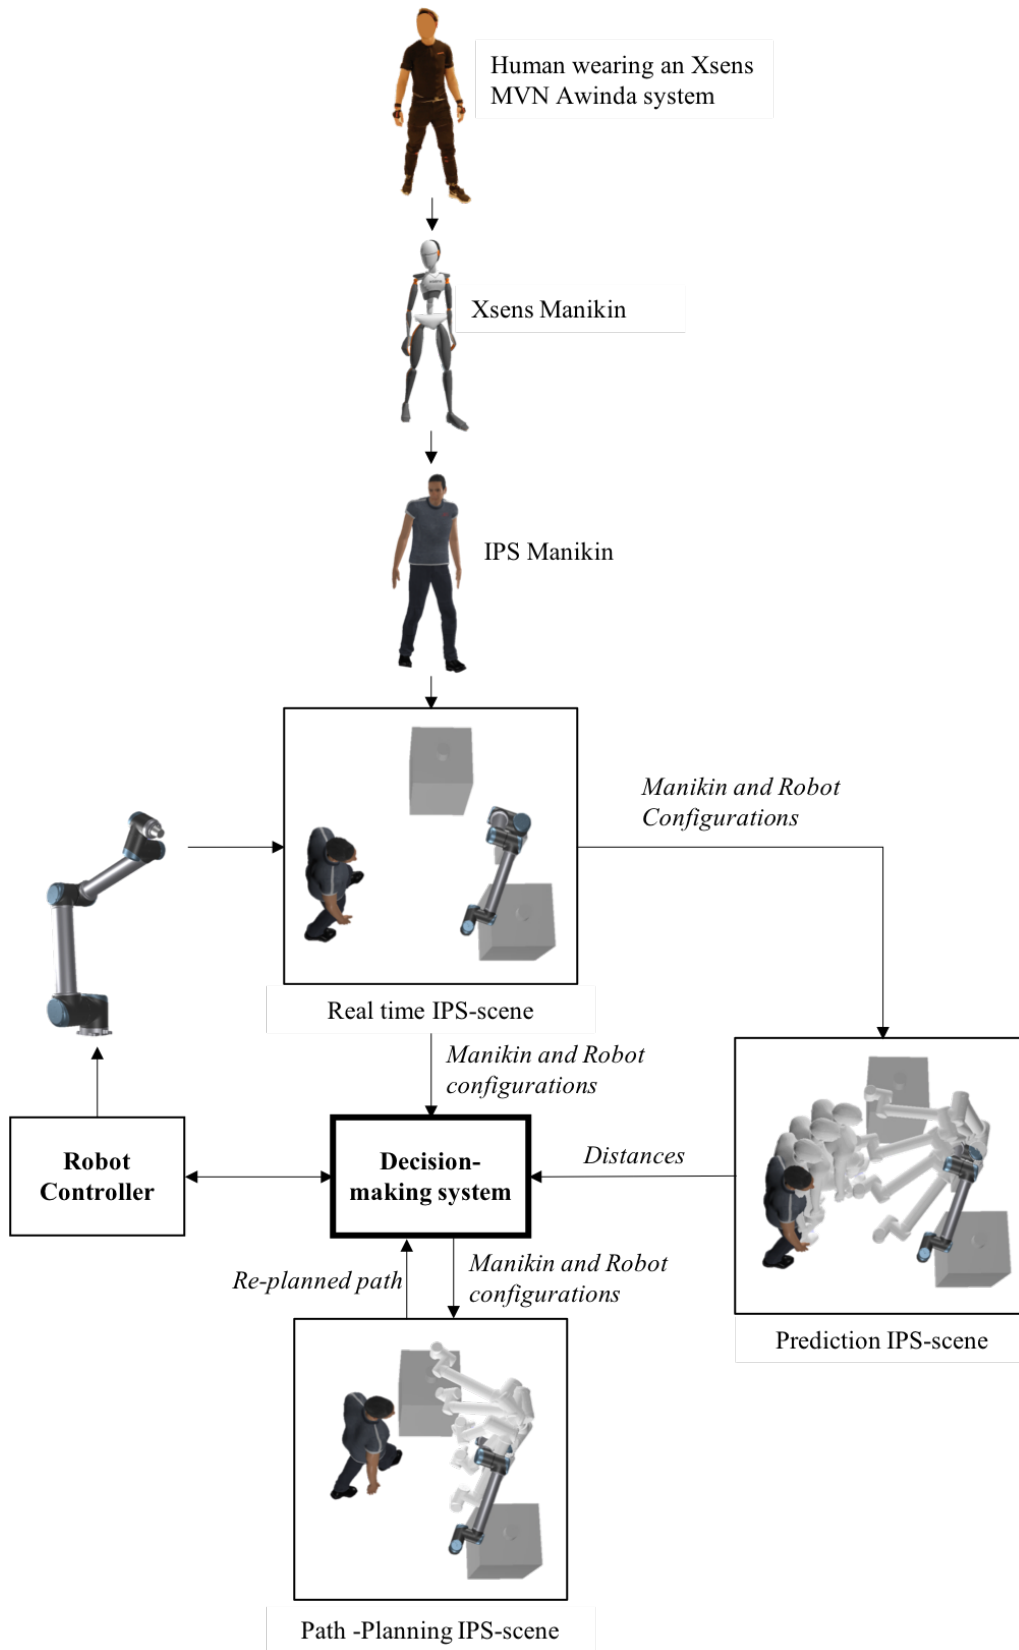 Human wearing an Xsens
MVN Awinda system
Xsens Manikin
IPS Manikin
Manikin and Robot
Configurations
Real time IPS-scene
Manikin and Robot
configurations
Robot
Controller
Decision-
making system
Distances
Re-planned path
Manikin and Robot
configurations
Prediction IPS-scene
Path -Planning IPS-scene